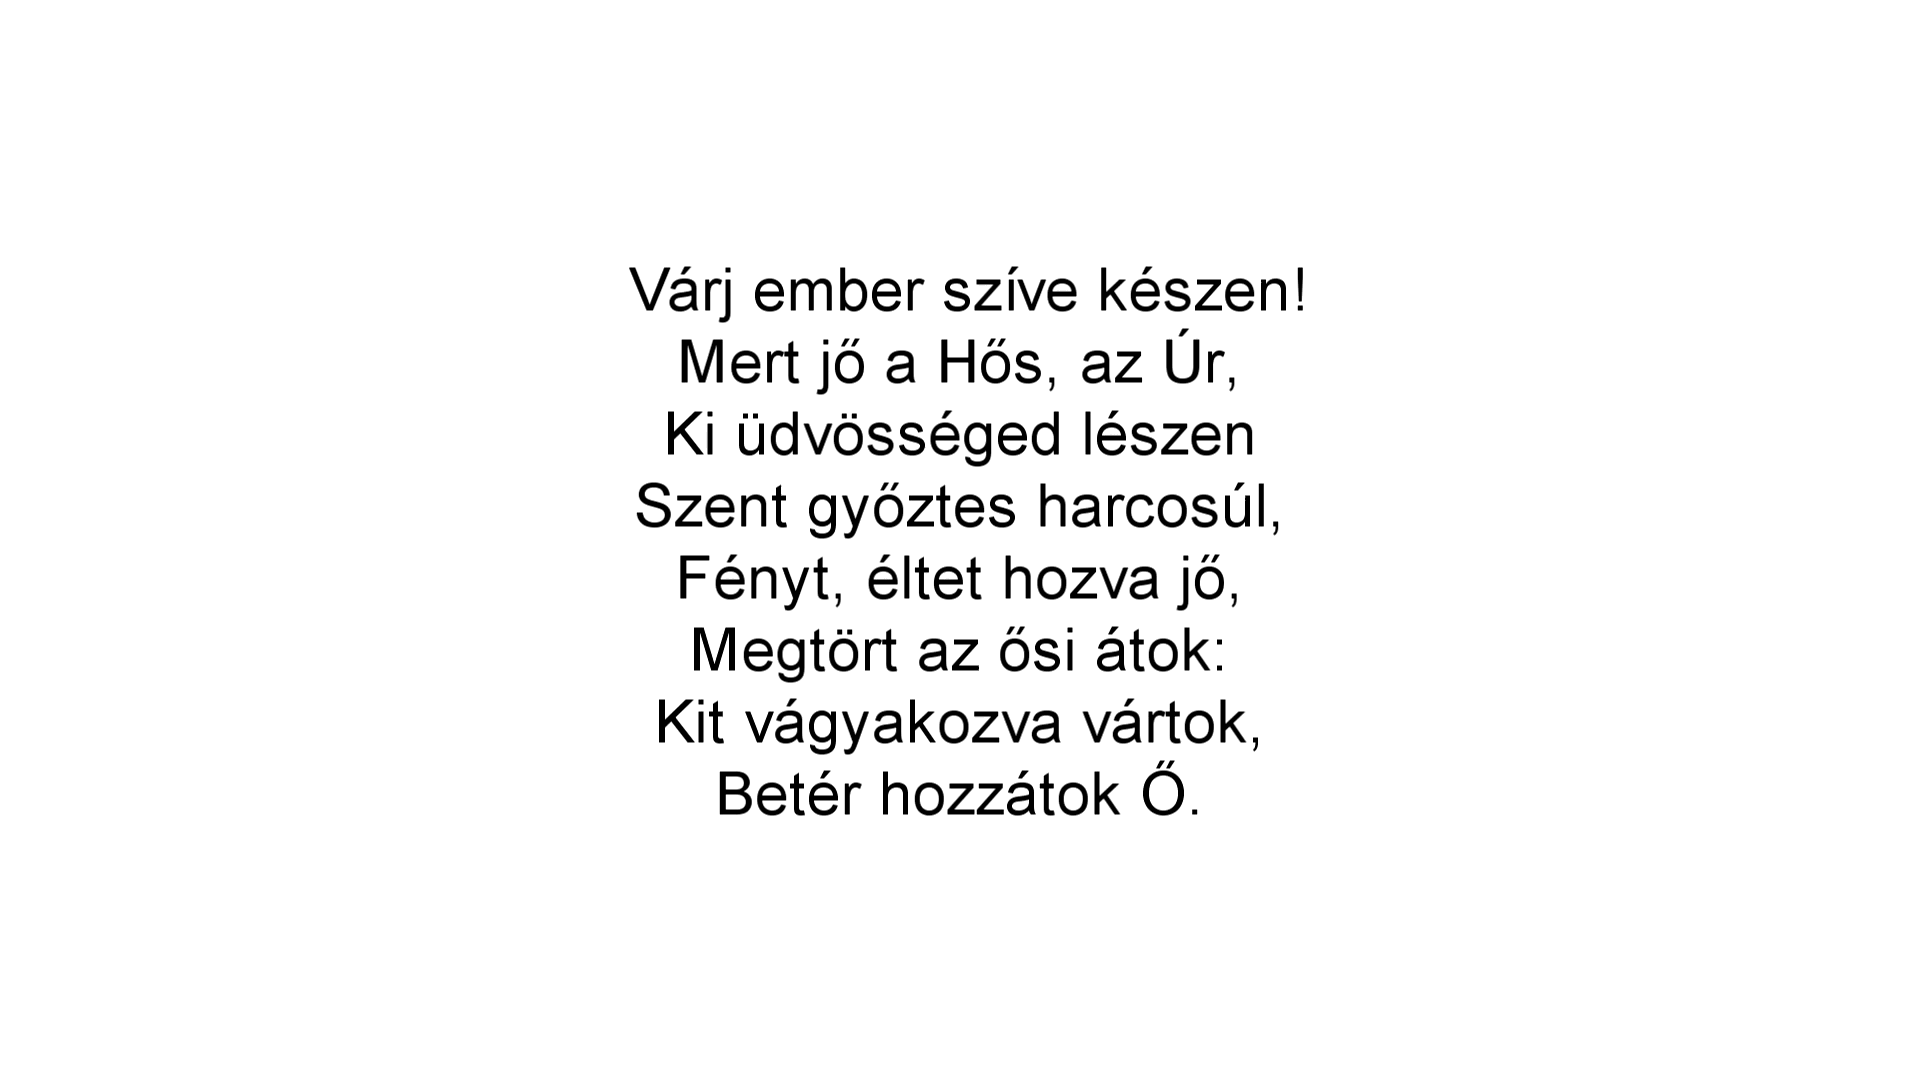 Várj ember szíve készen!
Mert jő a Hős, az Úr,
Ki üdvösséged lészen
Szent győztes harcosúl,
Fényt, éltet hozva jő,
Megtört az ősi átok:
Kit vágyakozva vártok,
Betér hozzátok Ő.